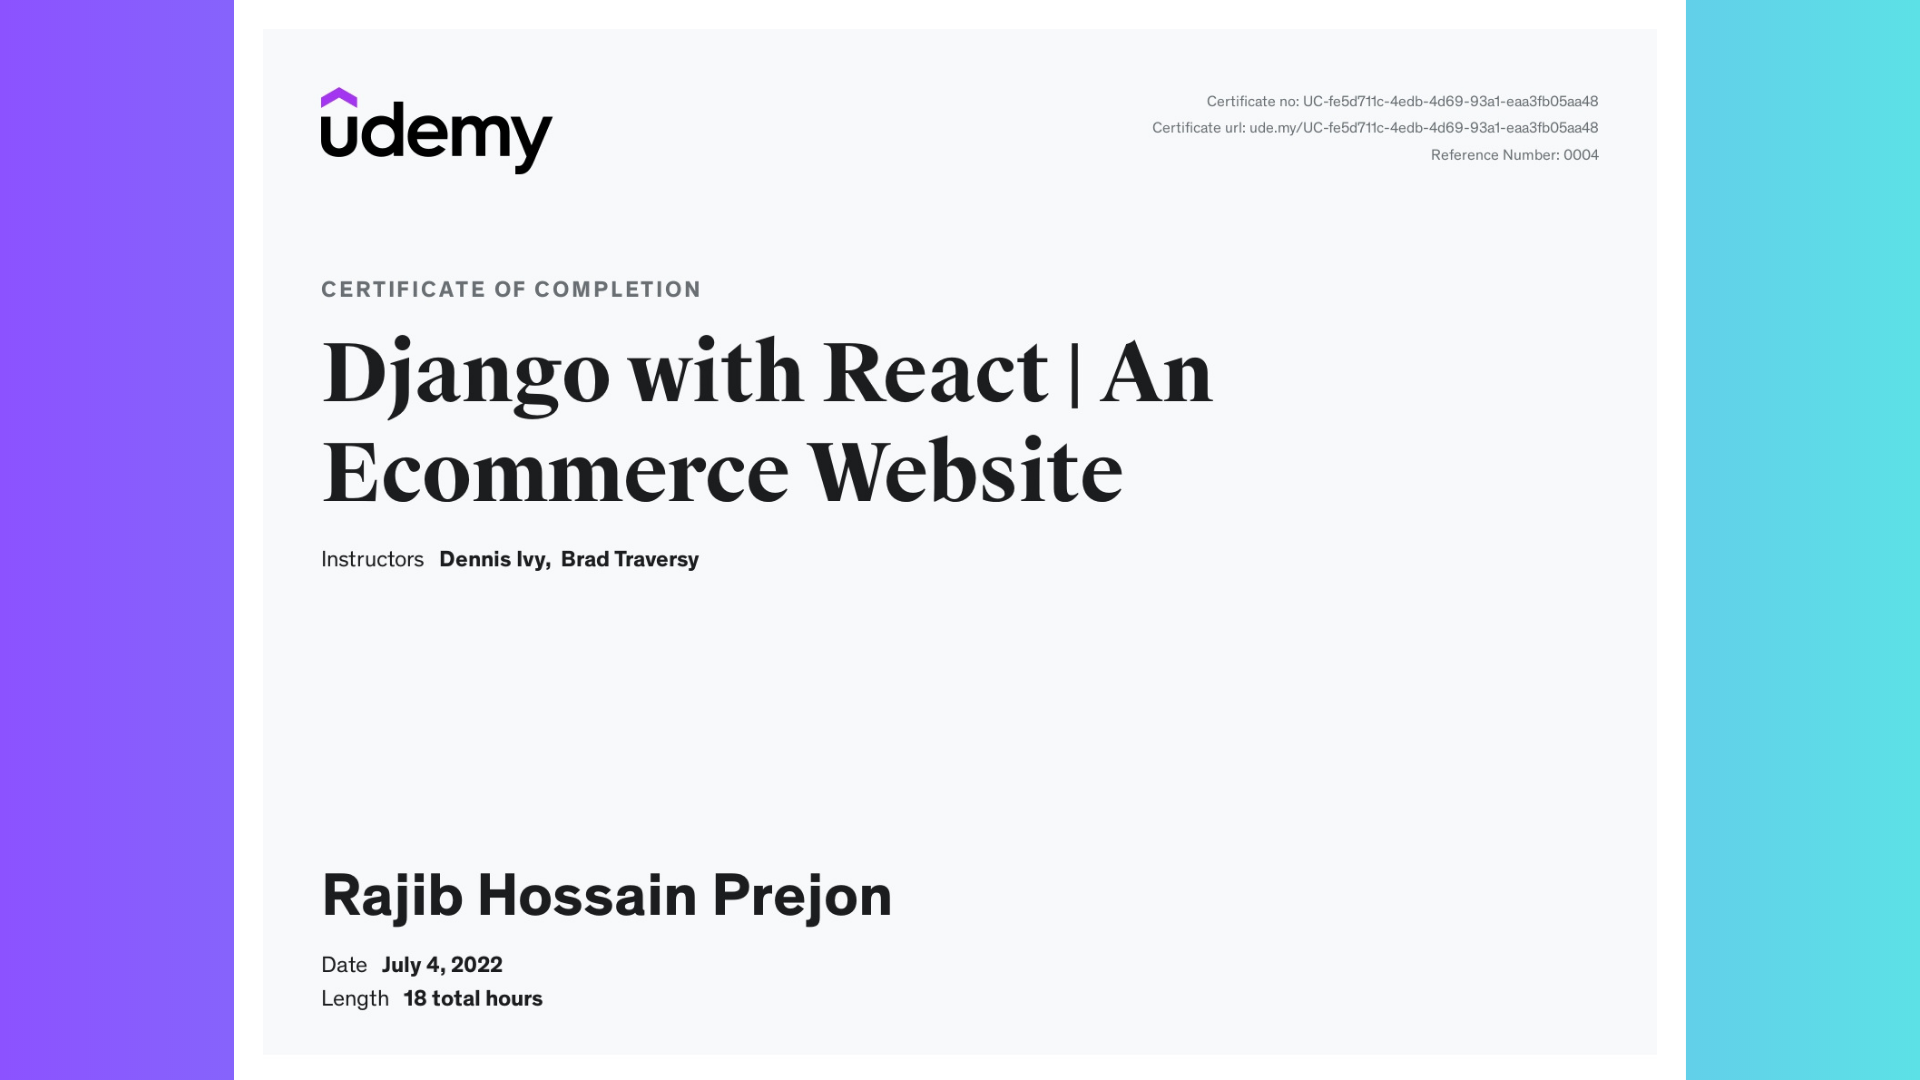 udemy
Certificate no: UC-fe5d711c-4edb-4d69-93a1-eaa3fb05aa48
Certificate url: ude.my/UC-fe5d711c-4edb-4d69-93a1-eaa3fb05aa48
Reference Number: 0004
CERTIFICATE OF COMPLETION
Django with React | An
Ecommerce Website
Instructors Dennis Ivy, Brad Traversy
Rajib Hossain Prejon
Date July 4, 2022
Length 18 total hours